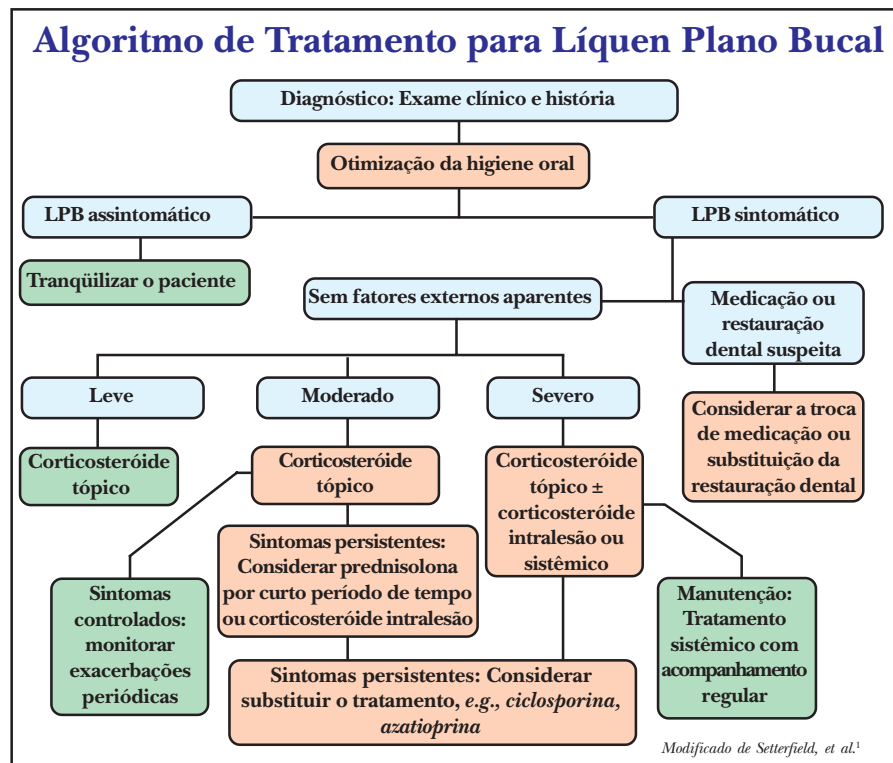 Algoritmo de Tratamento para Líquen Plano Bucal
Diagnóstico: Exame clínico e história
Otimização da higiene oral
LPB assintomático
LPB sintomático
Tranqüilizar o paciente
Sem fatores externos aparentes
Medicação ou
restauração
dental suspeita
Leve
Moderado
Severo
Considerar a troca
de medicação ou
substituição da
restauração dental
Corticosteróide
tópico
Corticosteróide
tópico
Corticosteróide
tópico ±
corticosteróide
intralesão ou
sistêmico
Sintomas persistentes:
Considerar prednisolona
por curto período de tempo
ou corticosteróide intralesão
Sintomas
controlados:
monitorar
exacerbações
periódicas
Manutenção:
Tratamento
sistêmico com
acompanhamento
regular
Sintomas persistentes: Considerar
substituir o tratamento, e.g., ciclosporina,
azatioprina
Modificado de Setterfield, et al.¹